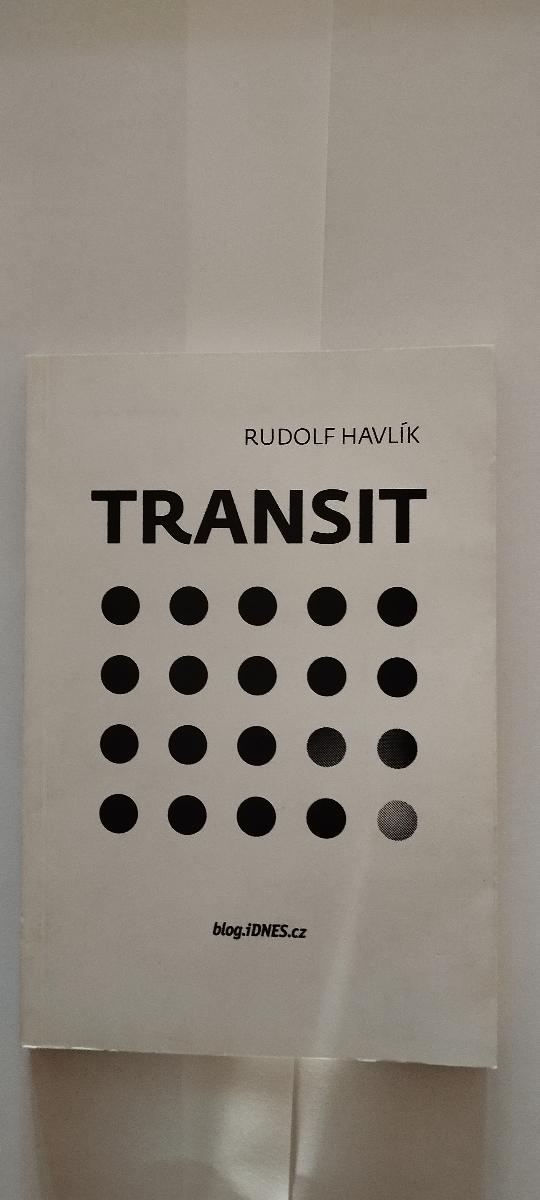 RUDOLF HAVLÍK
TRANSIT
blog.iDNES.cz